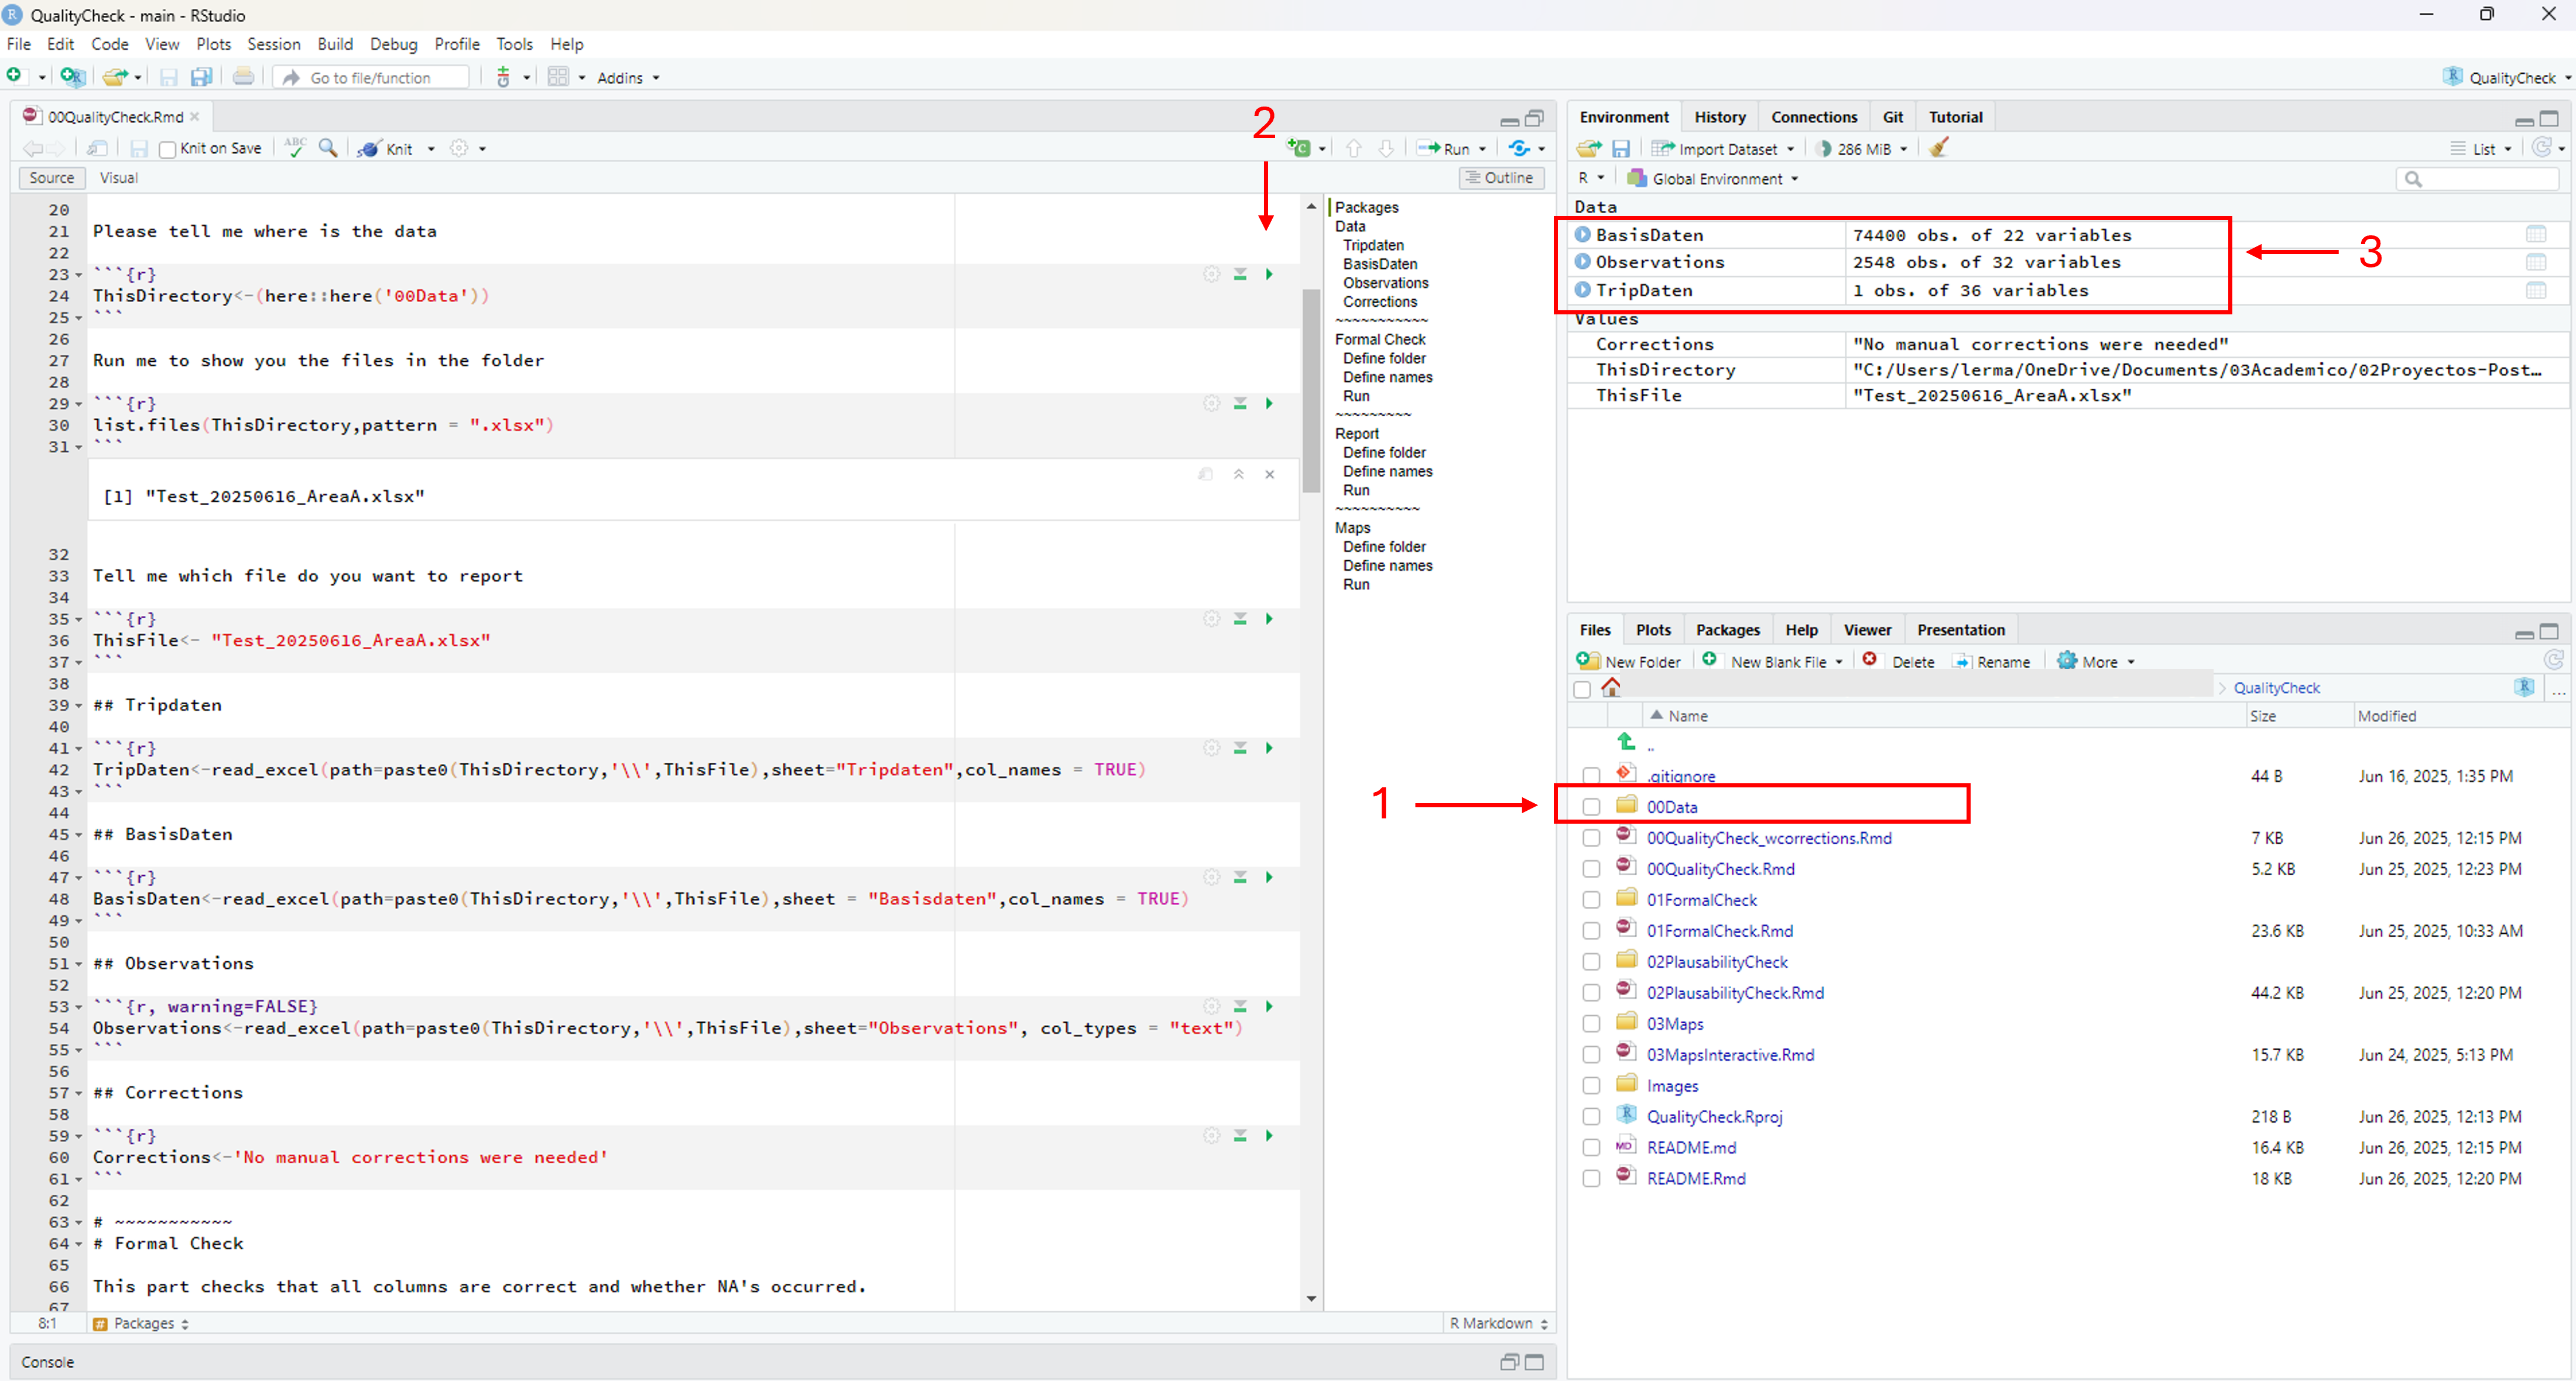 QualityCheck - main - RStudio
File Edit Code View Plots Session Build Debug Profile Tools Help
Go to file/function Addins QualityCheck
00QualityCheck.Rmd
2
Knit on Save ABC Knit Run
Source Visual Outline
20
21 Please tell me where is the data
22
23 ```{r}
24 ThisDirectory<-(here::here('00Data'))
25 ```
26
27 Run me to show you the files in the folder
28
29 ```{r}
30 list.files(ThisDirectory,pattern = ".xlsx")
31 ```
[1] "Test_20250616_AreaA.xlsx"
32
33 Tell me which file do you want to report
34
35 ```{r}
36 ThisFile<- "Test_20250616_AreaA.xlsx"
37 ```
38
39 ## Tripdaten
40
41 ```{r}
42 TripDaten<-read_excel(path=paste0(ThisDirectory,'\\',ThisFile),sheet="Tripdaten",col_names = TRUE)
43 ```
44
45 ## BasisDaten
46
47 ```{r}
48 BasisDaten<-read_excel(path=paste0(ThisDirectory,'\\',ThisFile),sheet = "Basisdaten",col_names = TRUE)
49 ```
50
51 ## Observations
52
53 ```{r, warning=FALSE}
54 Observations<-read_excel(path=paste0(ThisDirectory,'\\',ThisFile),sheet="Observations", col_types = "text")
55 ```
56
57 ## Corrections
58
59 ```{r}
60 Corrections<-'No manual corrections were needed'
61 ```
62
63 # ~~~~~~~~~~~
64 # Formal Check
65
66 This part checks that all columns are correct and whether NA's occurred.
67
8:1 # Packages R Markdown
Console
Packages
Data
Tripdaten
BasisDaten
Observations
Corrections
~~~~~~~~~~~
Formal Check
Define folder
Define names
Run
~~~~~~~~~
Report
Define folder
Define names
Run
~~~~~~~~~~
Maps
Define folder
Define names
Run
Environment History Connections Git Tutorial
Import Dataset 286 MiB List
R Global Environment
Data
BasisDaten 74400 obs. of 22 variables
Observations 2548 obs. of 32 variables
TripDaten 1 obs. of 36 variables
3
Values
Corrections "No manual corrections were needed"
ThisDirectory "C:/Users/lerma/OneDrive/Documents/03Academico/02Proyectos-Post…
ThisFile "Test_20250616_AreaA.xlsx"
Files Plots Packages Help Viewer Presentation
New Folder New Blank File Delete Rename More
QualityCheck ...
Name Size Modified
..
.gitignore 44 B Jun 16, 2025, 1:35 PM
1
00Data
00QualityCheck_wcorrections.Rmd 7 KB Jun 26, 2025, 12:15 PM
00QualityCheck.Rmd 5.2 KB Jun 25, 2025, 12:23 PM
01FormalCheck
01FormalCheck.Rmd 23.6 KB Jun 25, 2025, 10:33 AM
02PlausabilityCheck
02PlausabilityCheck.Rmd 44.2 KB Jun 25, 2025, 12:20 PM
03Maps
03MapsInteractive.Rmd 15.7 KB Jun 24, 2025, 5:13 PM
Images
QualityCheck.Rproj 218 B Jun 26, 2025, 12:13 PM
README.md 16.4 KB Jun 26, 2025, 12:15 PM
README.Rmd 18 KB Jun 26, 2025, 12:20 PM